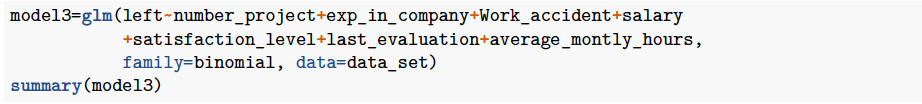 model3=glm(left~number_project+exp_in_company+Work_accident+salary
+satisfaction_level+last_evaluation+average_montly_hours,
family=binomial, data=data_set)
summary(model3)